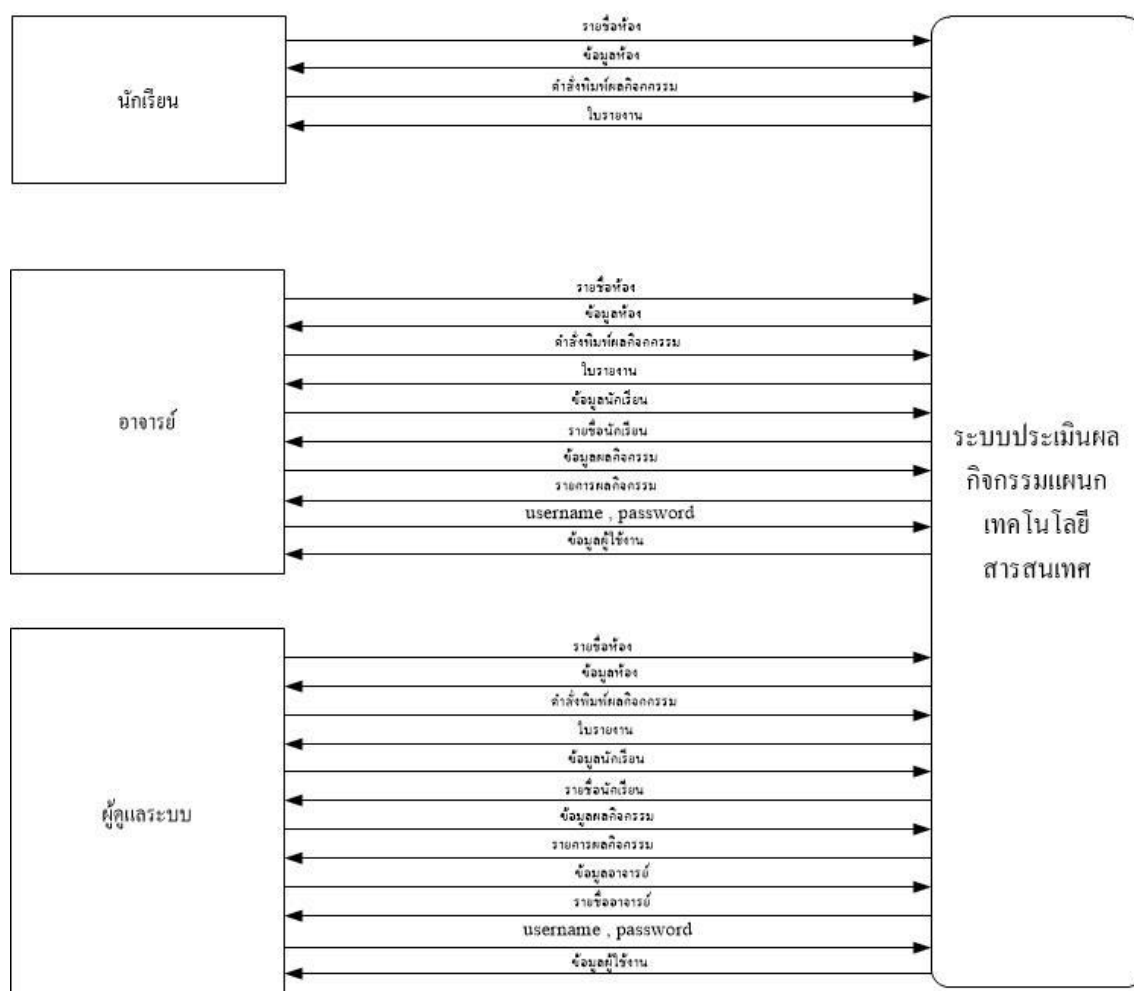 นักเรียน
รายชื่อห้อง
ข้อมูลห้อง
คำสั่งพิมพ์ผลกิจกกรรม
ใบรายงาน
อาจารย์
รายชื่อห้อง
ข้อมูลห้อง
คำสั่งพิมพ์ผลกิจกกรรม
ใบรายงาน
ข้อมูลนักเรียน
รายชื่อนักเรียน
ข้อมูลผลกิจกรรม
รายการผลกิจกรรม
username , password
ข้อมูลผู้ใช้งาน
ผู้ดูแลระบบ
รายชื่อห้อง
ข้อมูลห้อง
คำสั่งพิมพ์ผลกิจกกรรม
ใบรายงาน
ข้อมูลนักเรียน
รายชื่อนักเรียน
ข้อมูลผลกิจกรรม
รายการผลกิจกรรม
ข้อมูลอาจารย์
รายชื่ออาจารย์
username , password
ข้อมูลผู้ใช้งาน
ระบบประเมินผล
กิจกรรมแผนก
เทคโนโลยี
สารสนเทศ